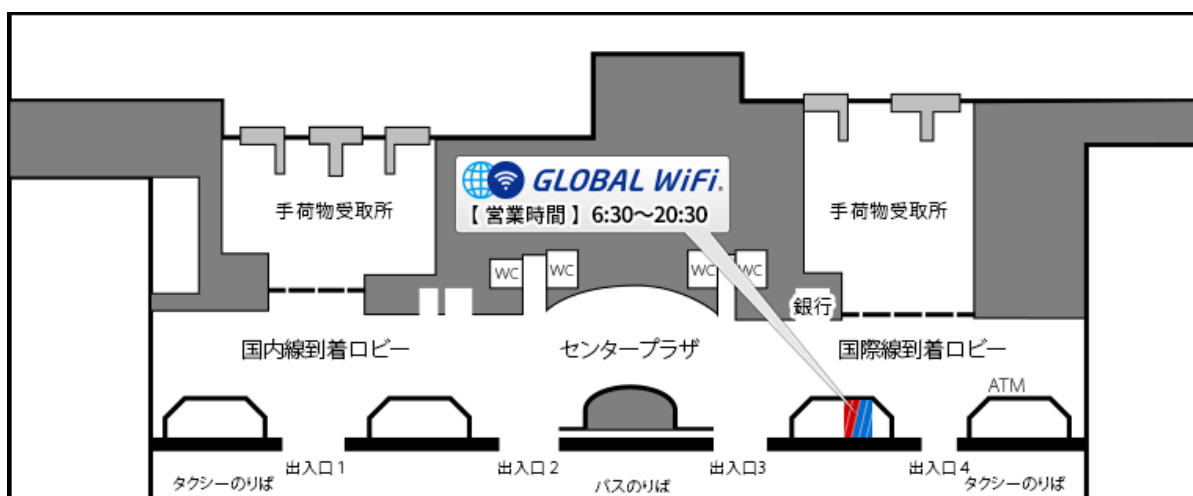 GLOBAL WiFi.
【 営業時間 】 6:30～20:30
手荷物受取所
手荷物受取所
WC
WC
WC
WC
銀行
国内線到着ロビー
センタープラザ
国際線到着ロビー
ATM
出入口1
出入口2
出入口3
出入口4
タクシーのりば
バスのりば
タクシーのりば